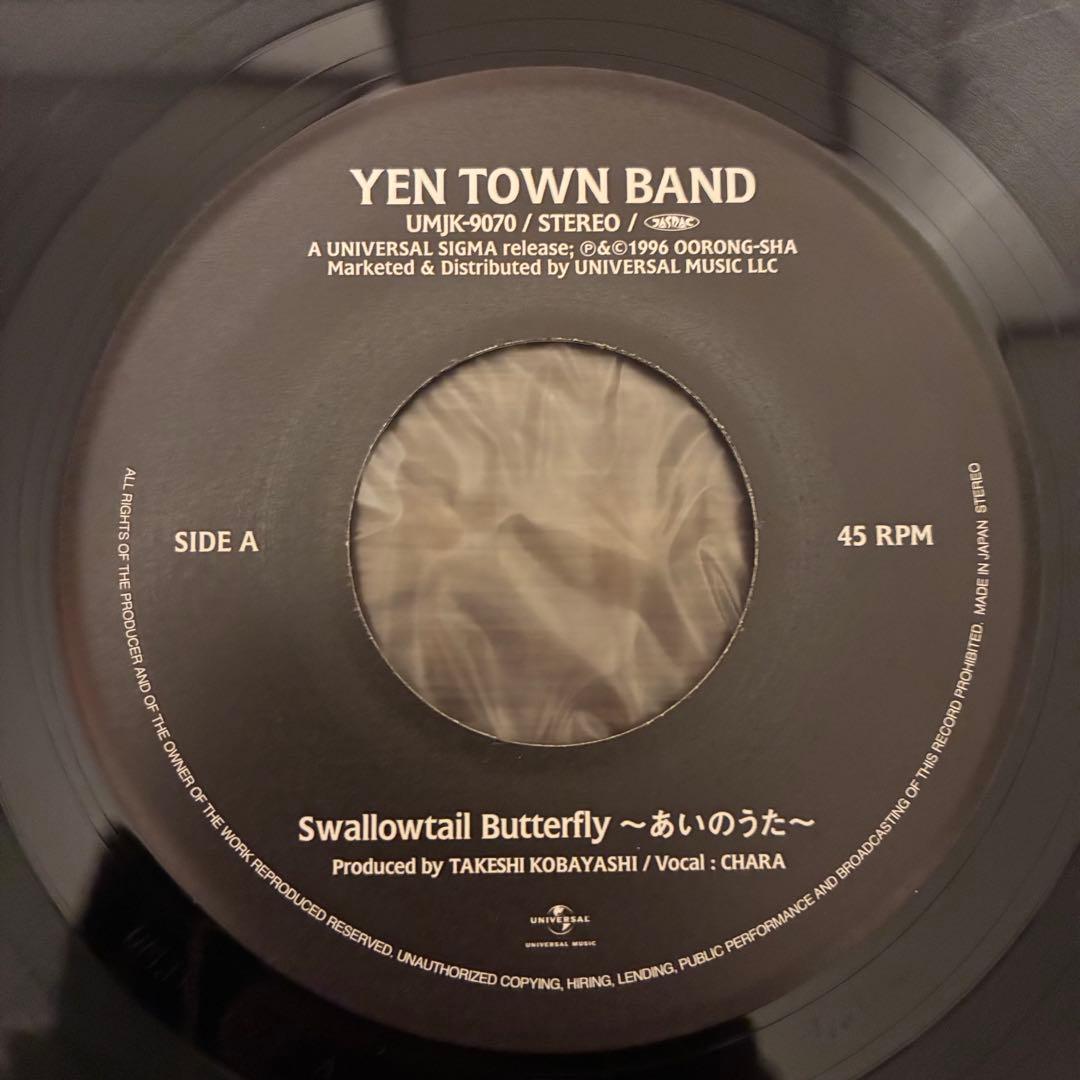 YEN TOWN BAND
UMJK-9070 / STEREO / JASRAC
A UNIVERSAL SIGMA release; Ⓟ&©1996 OORONG-SHA
Marketed & Distributed by UNIVERSAL MUSIC LLC
SIDE A
45 RPM
Swallowtail Butterfly ～あいのうた～
Produced by TAKESHI KOBAYASHI / Vocal : CHARA
UNIVERSAL
UNIVERSAL MUSIC
ALL RIGHTS OF THE PRODUCER AND OF THE OWNER OF THE WORK REPRODUCED RESERVED. UNAUTHORIZED COPYING, HIRING, LENDING, PUBLIC PERFORMANCE AND BROADCASTING OF THIS RECORD PROHIBITED. MADE IN JAPAN STEREO